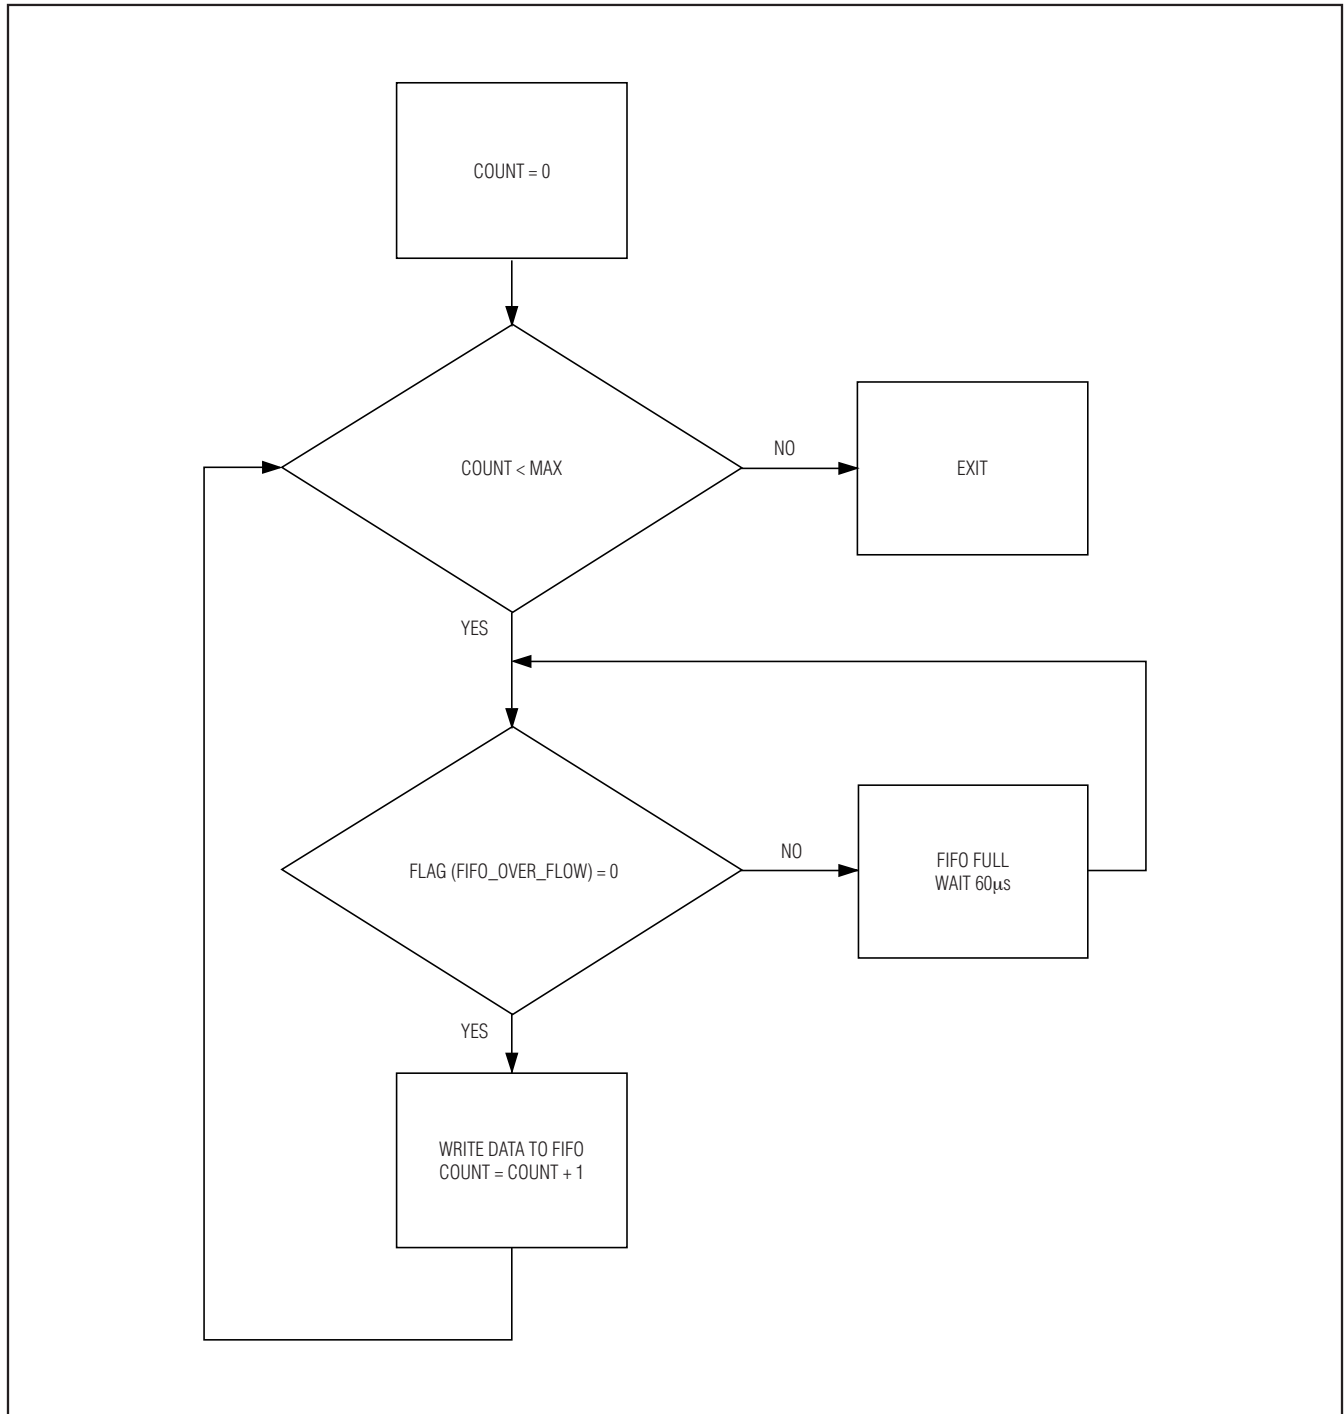 COUNT = 0
COUNT < MAX
NO
EXIT
YES
FLAG (FIFO_OVER_FLOW) = 0
NO
FIFO FULL
WAIT 60µs
YES
WRITE DATA TO FIFO
COUNT = COUNT + 1